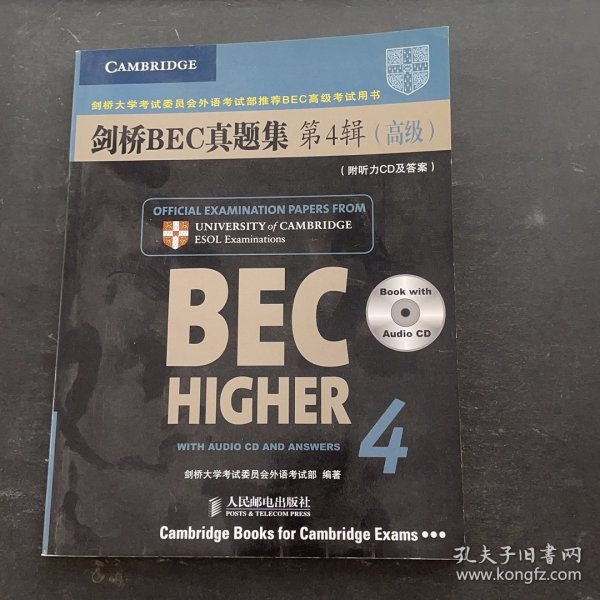 CAMBRIDGE
剑桥大学考试委员会外语考试部推荐BEC高级考试用书
剑桥BEC真题集 第4辑（高级）
（附听力CD及答案）
OFFICIAL EXAMINATION PAPERS FROM
UNIVERSITY of CAMBRIDGE
ESOL Examinations
Book with
Audio CD
BEC
HIGHER
4
WITH AUDIO CD AND ANSWERS
剑桥大学考试委员会外语考试部 编著
人民邮电出版社
POSTS & TELECOM PRESS
Cambridge Books for Cambridge Exams •••
孔夫子旧书网
www.kongfz.com